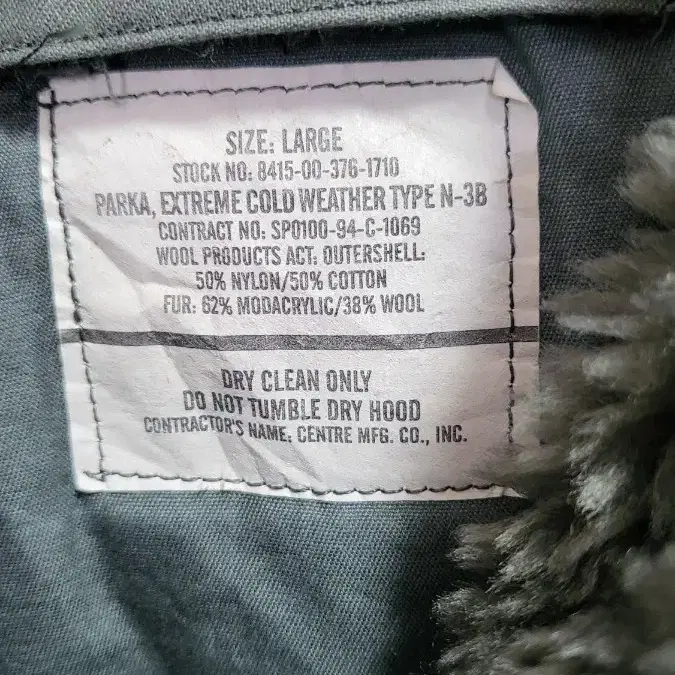 SIZE: LARGE
STOCK NO: 8415-00-376-1710
PARKA, EXTREME COLD WEATHER TYPE N-3B
CONTRACT NO: SP0100-94-C-1069
WOOL PRODUCTS ACT: OUTERSHELL:
50% NYLON/50% COTTON
FUR: 62% MODACRYLIC/38% WOOL
DRY CLEAN ONLY
DO NOT TUMBLE DRY HOOD
CONTRACTOR'S NAME: CENTRE MFG. CO., INC.